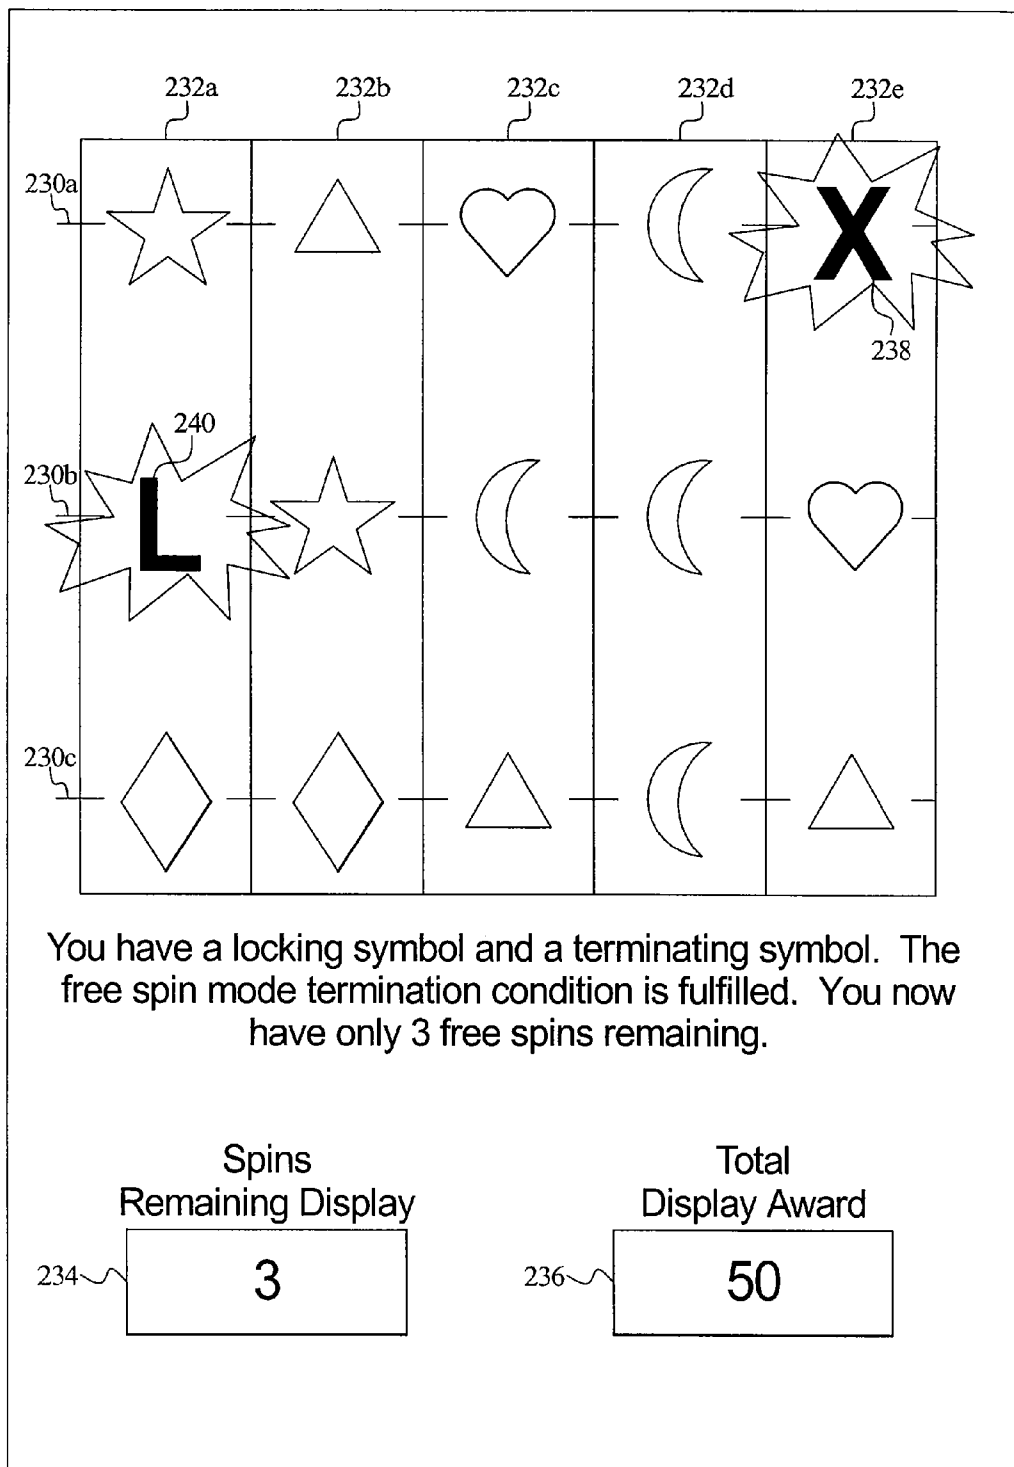 232a 232b 232c 232d 232e
230a
X
238
240
230b
L
230c
You have a locking symbol and a terminating symbol. The
free spin mode termination condition is fulfilled. You now
have only 3 free spins remaining.
Spins
Remaining Display
Total
Display Award
234 3
236 50